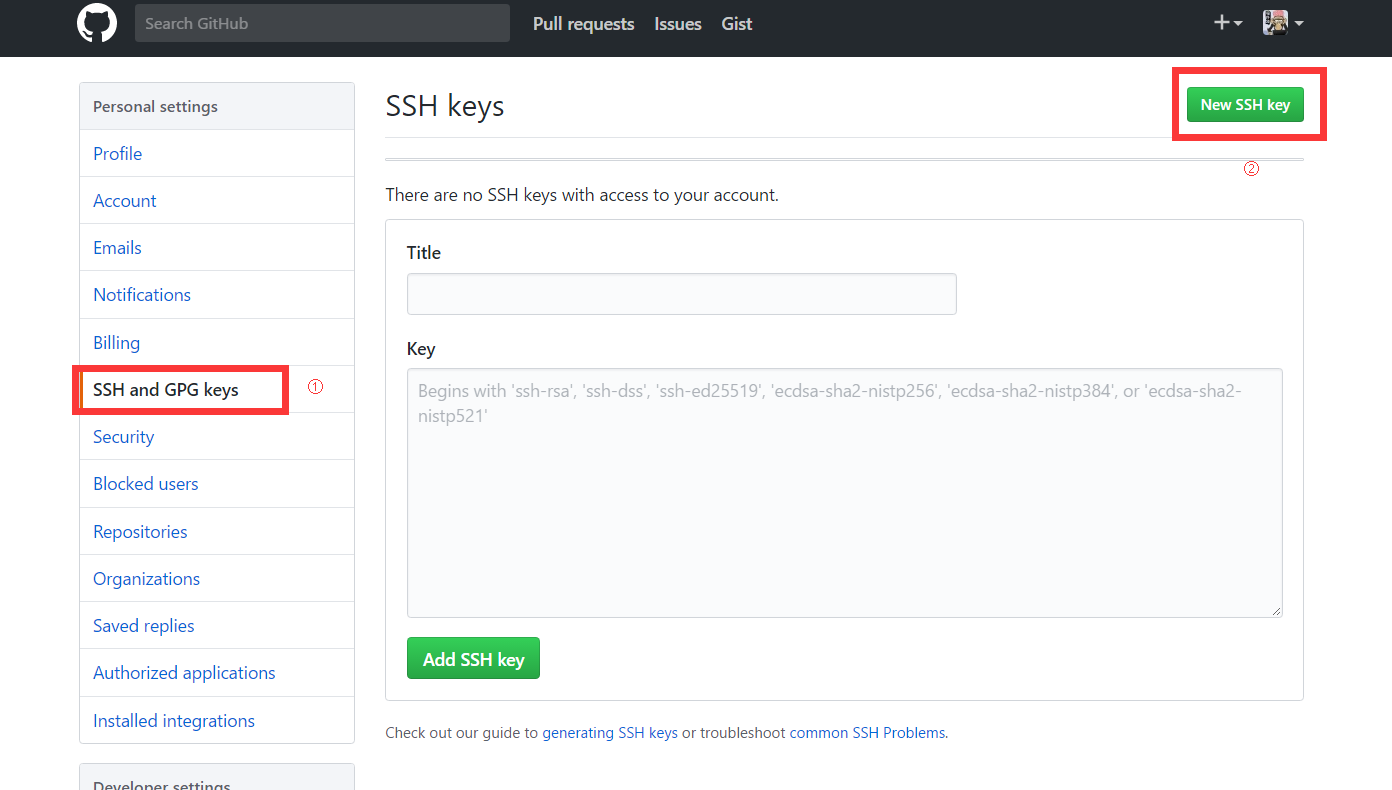 Search GitHub
Pull requests Issues Gist
Personal settings
Profile
Account
Emails
Notifications
Billing
SSH and GPG keys ①
Security
Blocked users
Repositories
Organizations
Saved replies
Authorized applications
Installed integrations
Developer settings
SSH keys
New SSH key
②
There are no SSH keys with access to your account.
Title
Key
Begins with 'ssh-rsa', 'ssh-dss', 'ssh-ed25519', 'ecdsa-sha2-nistp256', 'ecdsa-sha2-nistp384', or 'ecdsa-sha2-
nistp521'
Add SSH key
Check out our guide to generating SSH keys or troubleshoot common SSH Problems.